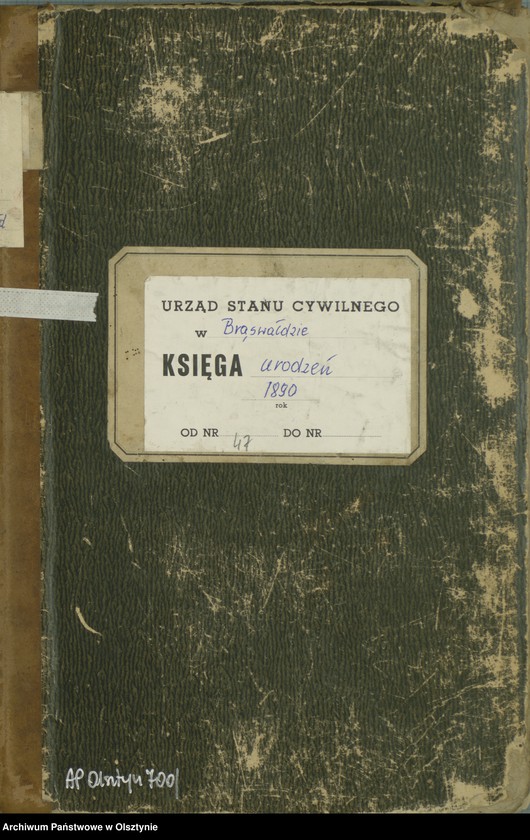 URZĄD STANU CYWILNEGO
w Brąswałdzie
KSIĘGA urodzeń
1890
rok
OD NR 47 DO NR
AP Olsztyn 700/
Archiwum Państwowe w Olsztynie